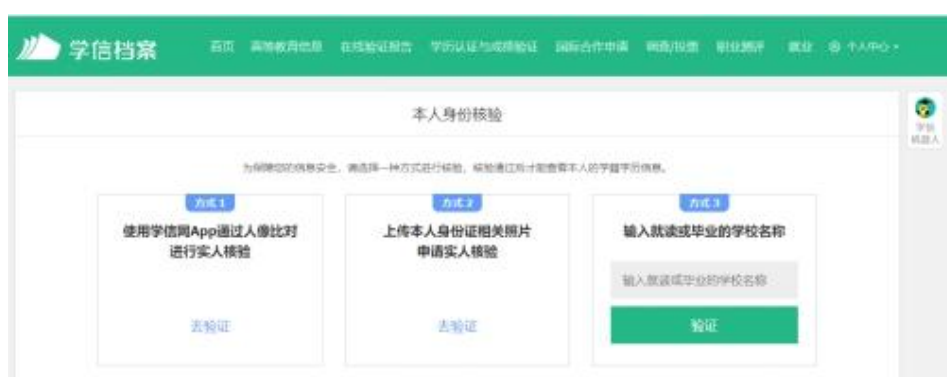 学信档案
首页 高等教育信息 在线验证报告 学历认证与成绩验证 国际合作申请 调查/投票 职业测评 就业 个人中心
本人身份核验
学信
机器人
为保障您的信息安全，请选择一种方式进行核验，核验通过后才能查看本人的学籍学历信息。
方式 1
使用学信网App通过人像比对
进行实人核验
去验证
方式 2
上传本人身份证相关照片
申请实人核验
去验证
方式 3
输入就读或毕业的学校名称
输入就读或毕业的学校名称
验证